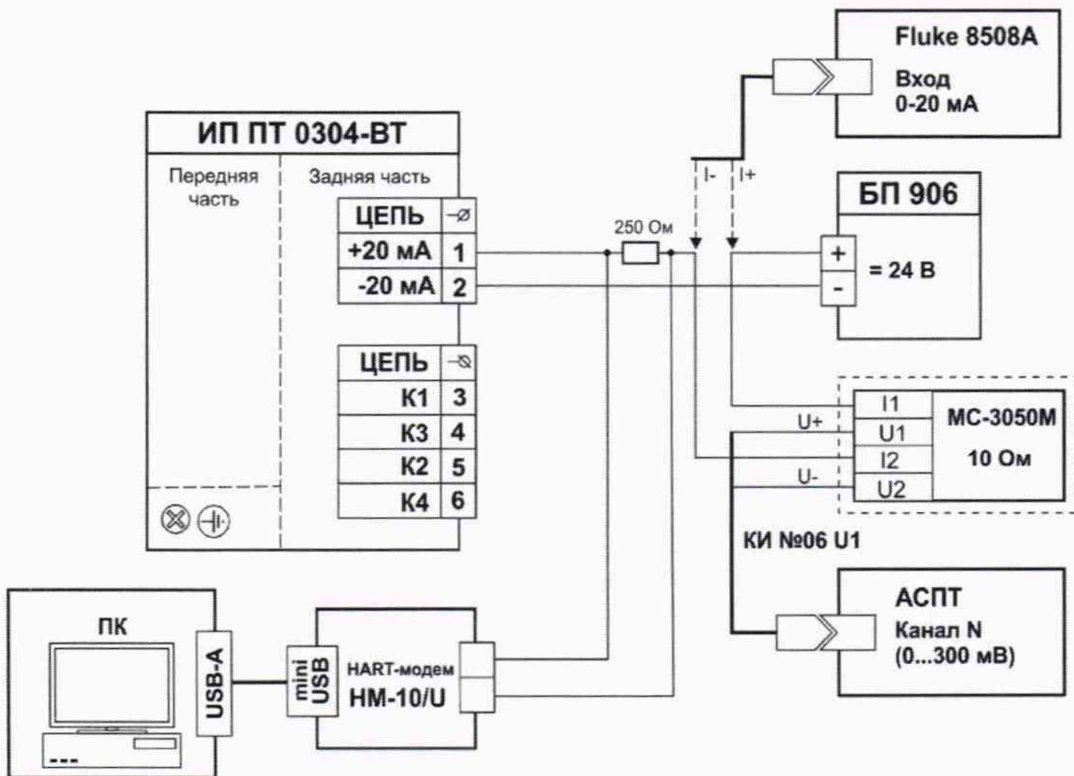 Fluke 8508A
Вход
0-20 мА
ИП ПТ 0304-ВТ
Передняя
часть
Задняя часть
ЦЕПЬ
+20 мА 1
-20 мА 2
ЦЕПЬ
К1 3
К3 4
К2 5
К4 6
250 Ом
I-
I+
БП 906
+
-
= 24 В
I1
U1
I2
U2
МС-3050М
10 Ом
U+
U-
КИ №06 U1
АСПТ
Канал N
(0...300 мВ)
ПК
USB-A
mini
USB
HART-модем
НМ-10/U